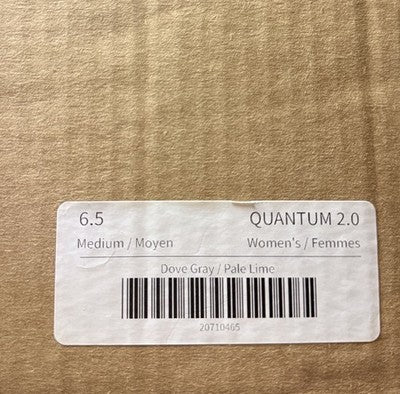 6.5 QUANTUM 2.0
Medium / Moyen Women's / Femmes
Dove Gray / Pale Lime
20710465